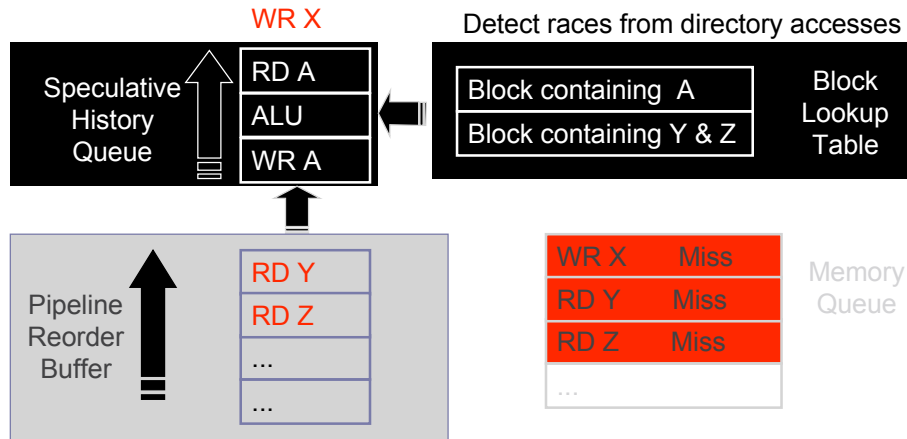 WR X
Detect races from directory accesses
Speculative
History
Queue
RD A
ALU
WR A
Block containing A
Block containing Y & Z
Block
Lookup
Table
Pipeline
Reorder
Buffer
RD Y
RD Z
...
...
WR X Miss
RD Y Miss
RD Z Miss
...
Memory
Queue